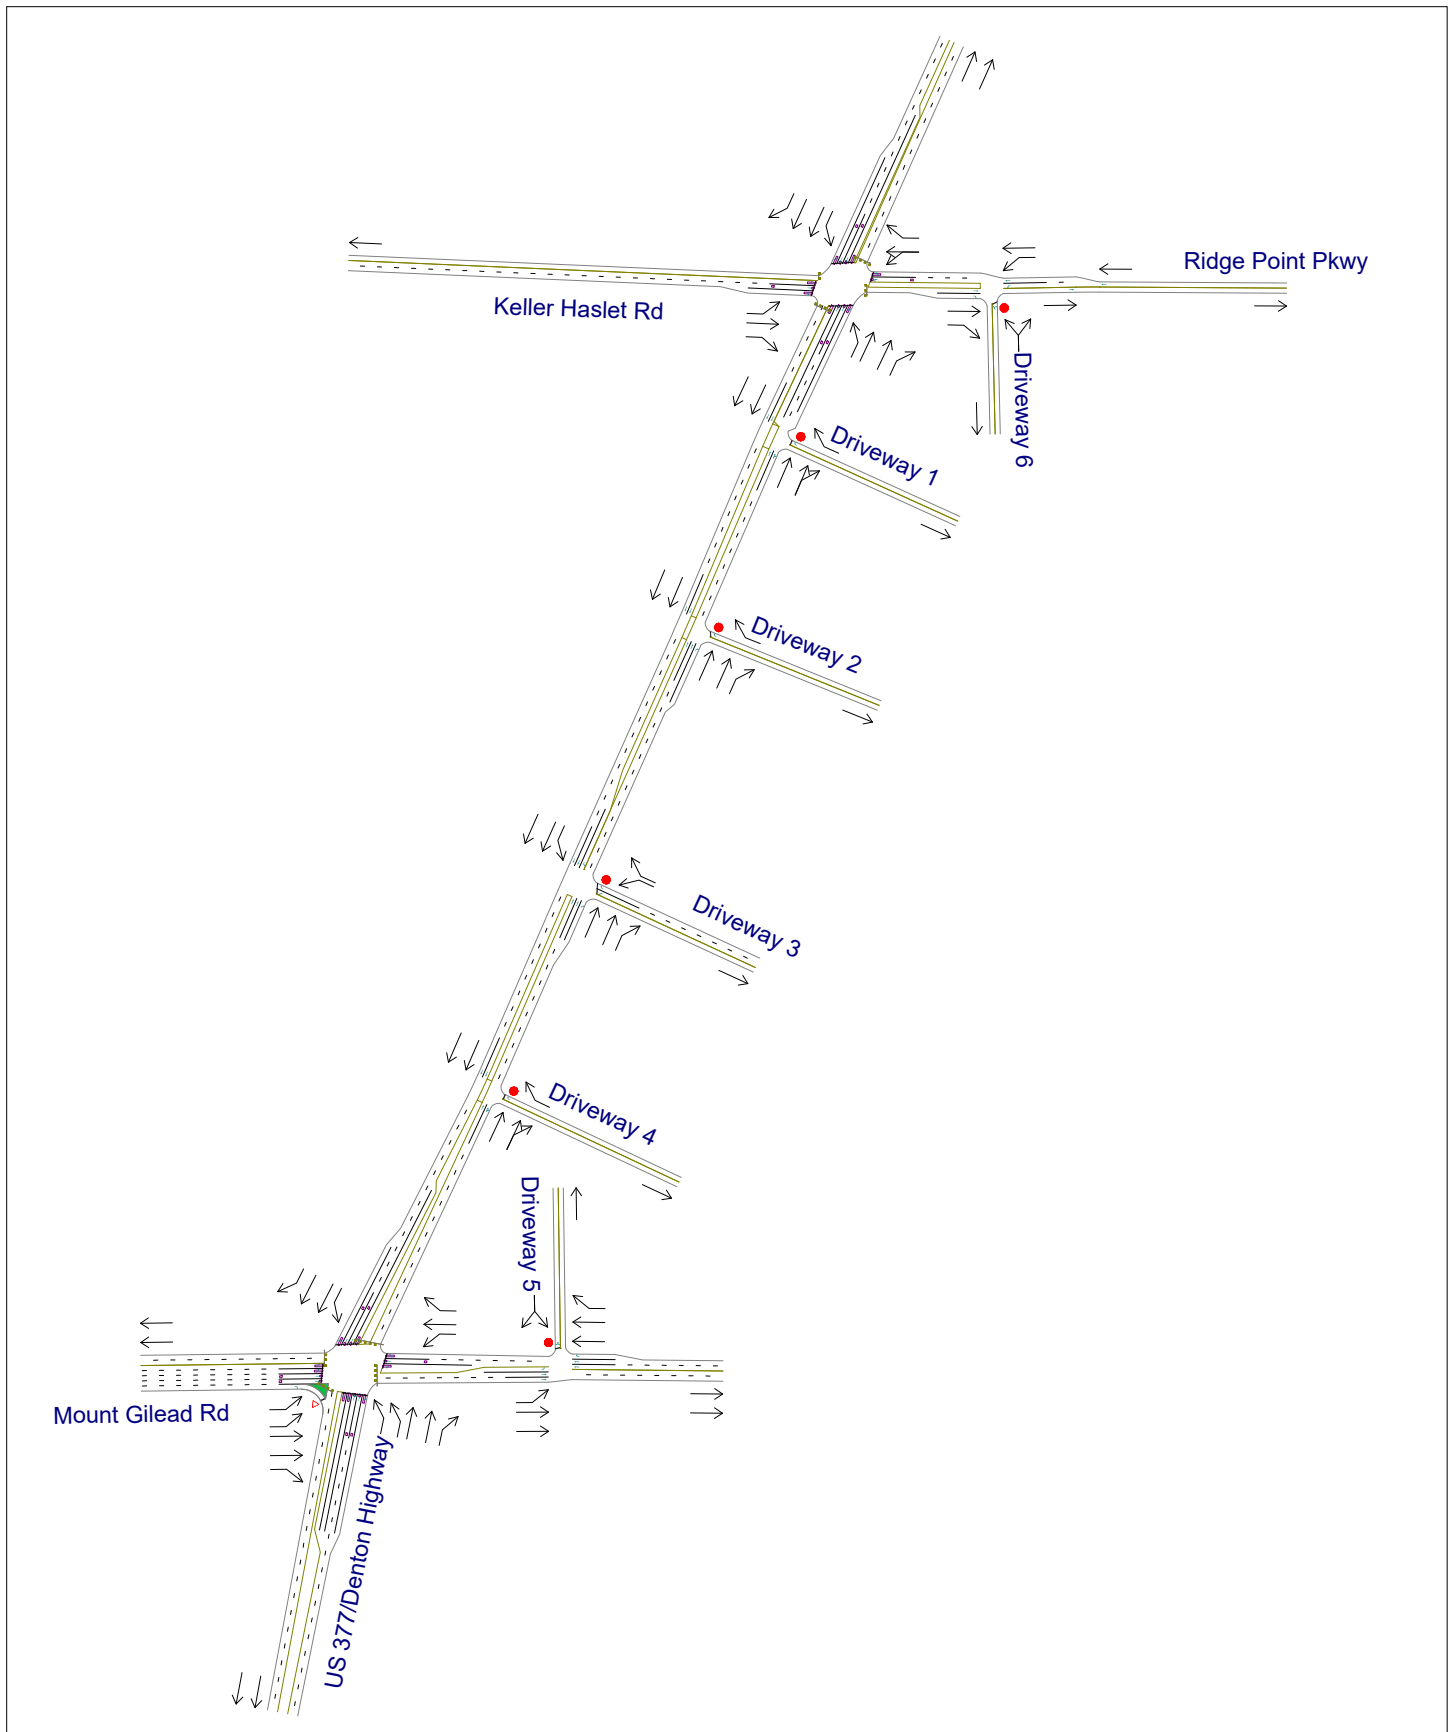 Ridge Point Pkwy
Keller Haslet Rd
Driveway 6
Driveway 1
Driveway 2
Driveway 3
Driveway 4
Driveway 5
Mount Gilead Rd
US 377/Denton Highway